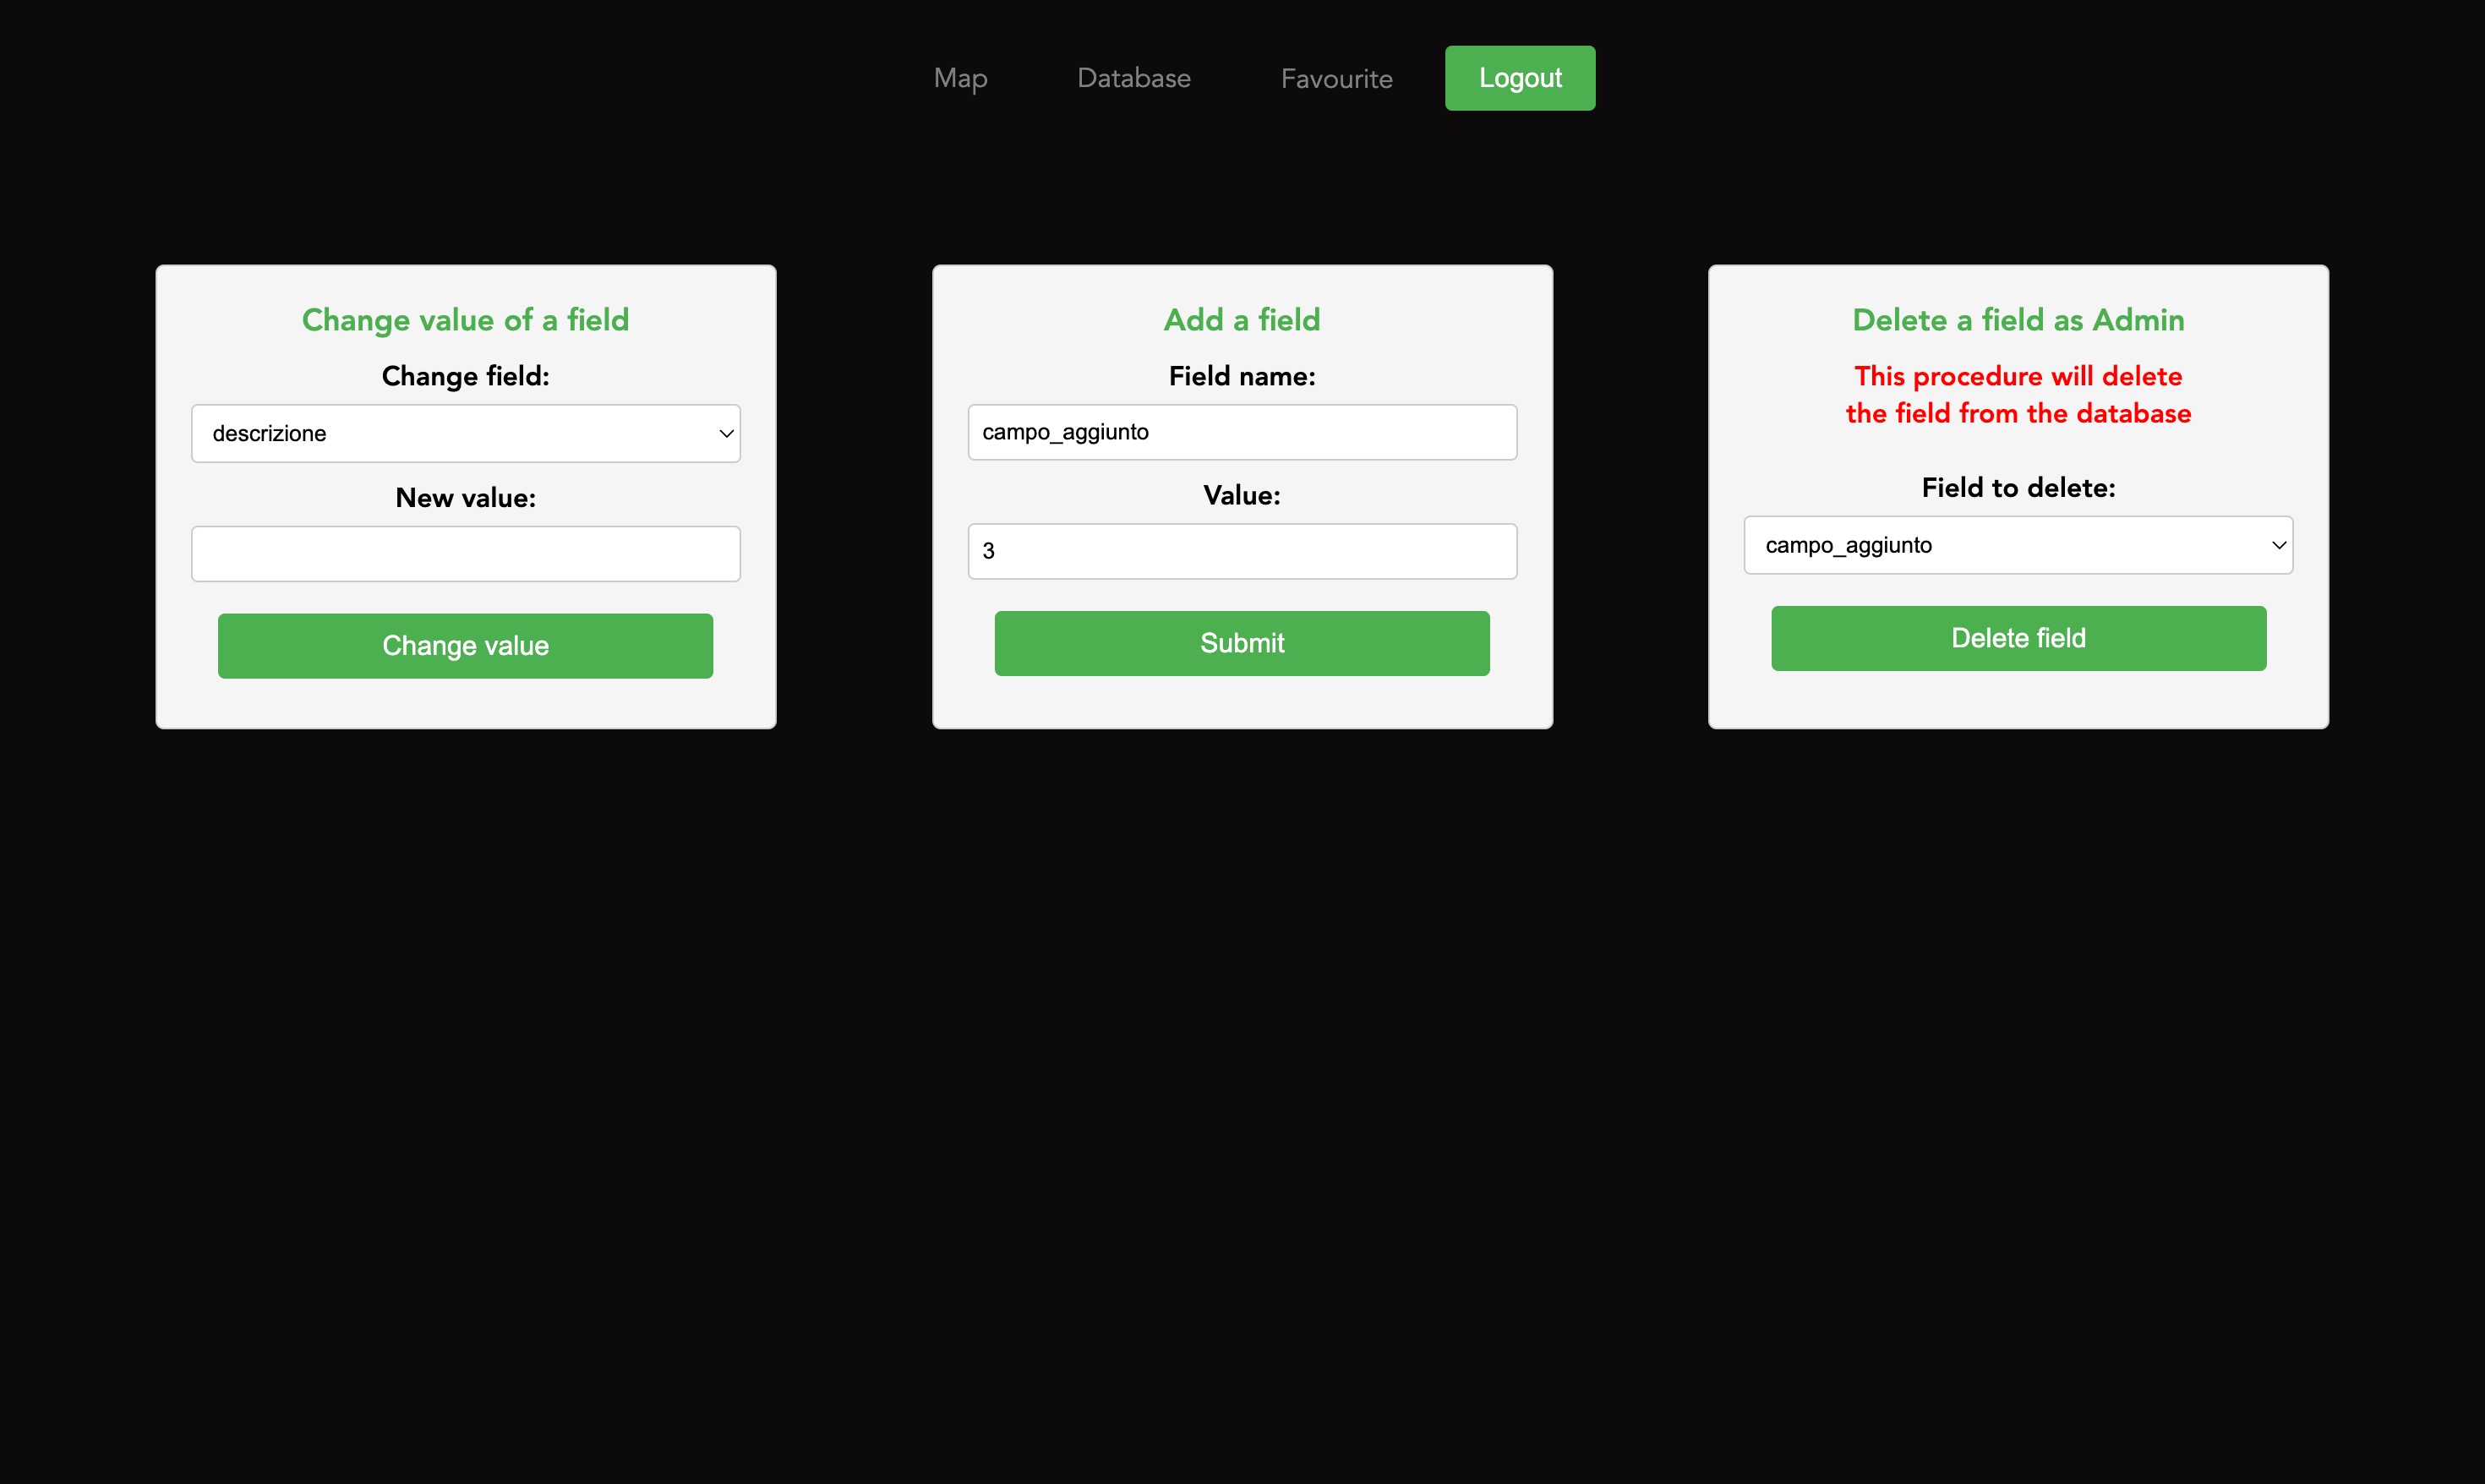 Map Database Favourite Logout
Change value of a field
Change field:
descrizione
New value:
Change value
Add a field
Field name:
campo_aggiunto
Value:
3
Submit
Delete a field as Admin
This procedure will delete
the field from the database
Field to delete:
campo_aggiunto
Delete field